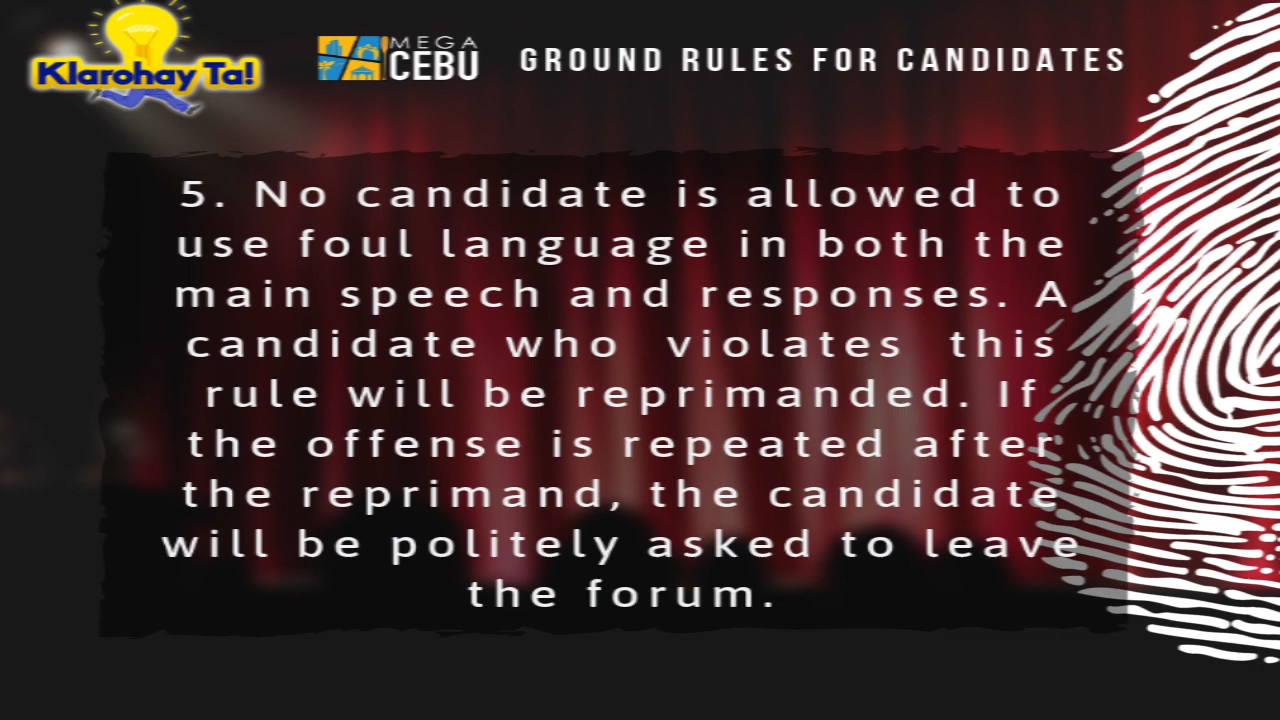 Klarohay Ta!
MEGA
CEBU
GROUND RULES FOR CANDIDATES
5. No candidate is allowed to
use foul language in both the
main speech and responses. A
candidate who violates this
rule will be reprimanded. If
the offense is repeated after
the reprimand, the candidate
will be politely asked to leave
the forum.